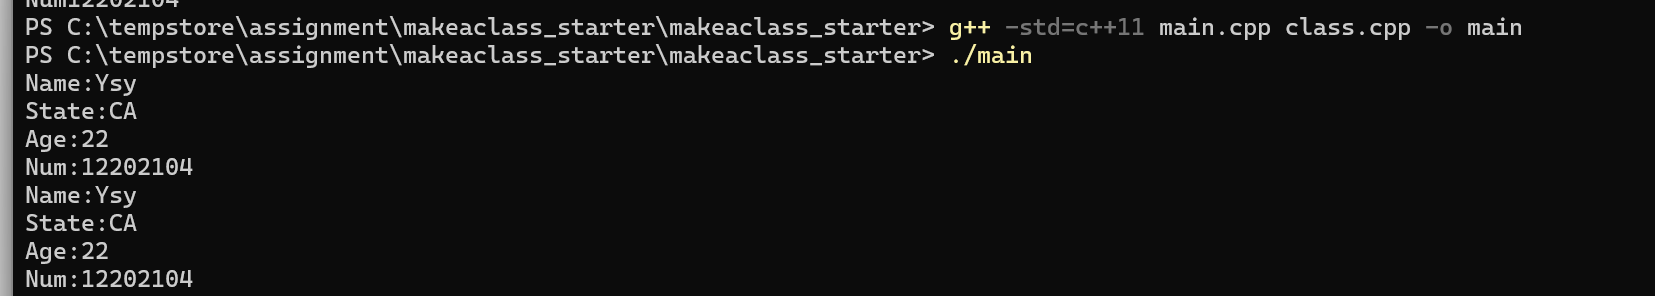 Num12202104
PS C:\tempstore\assignment\makeaclass_starter\makeaclass_starter> g++ -std=c++11 main.cpp class.cpp -o main
PS C:\tempstore\assignment\makeaclass_starter\makeaclass_starter> ./main
Name:Ysy
State:CA
Age:22
Num:12202104
Name:Ysy
State:CA
Age:22
Num:12202104